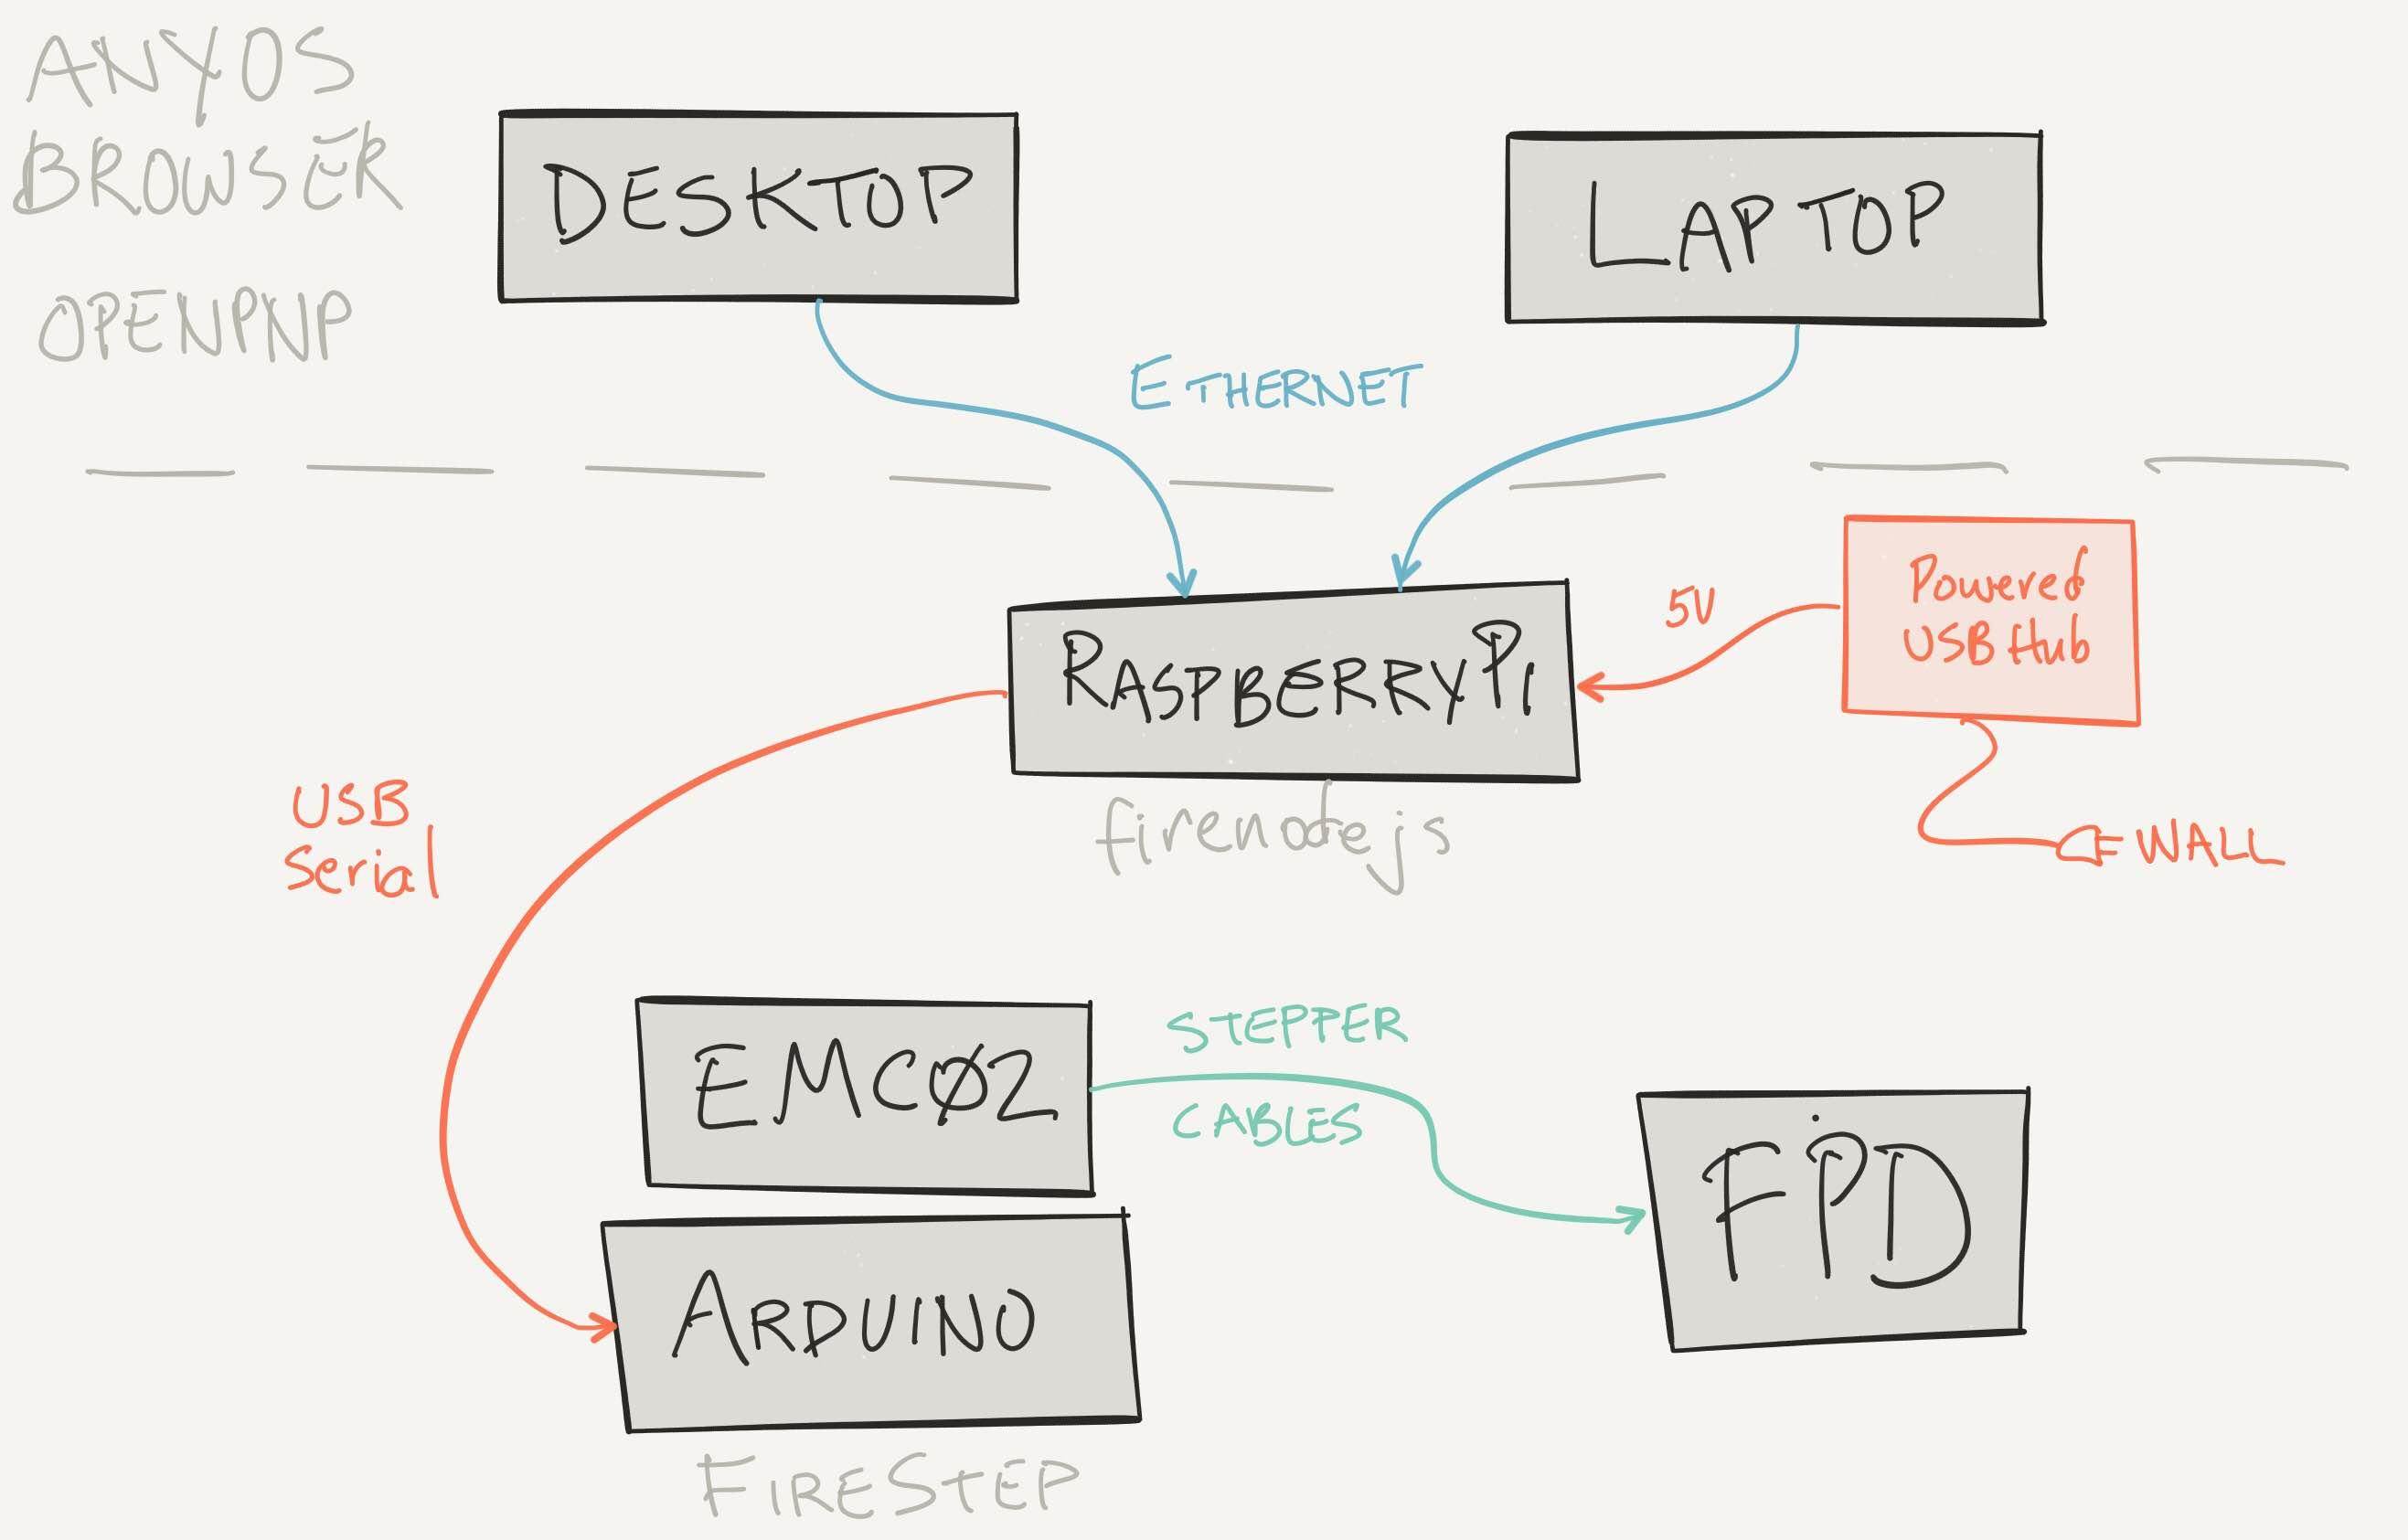 ANYOS
BROWSER
OPENPNP
DESKTOP
LAPTOP
ETHERNET
Powered
USB Hub
5V
RASPBERRYPI
firenodejs
WALL
USB
Serial
EMCØ2
STEPPER
CABLES
FPD
ARDUINO
FIRESTEP